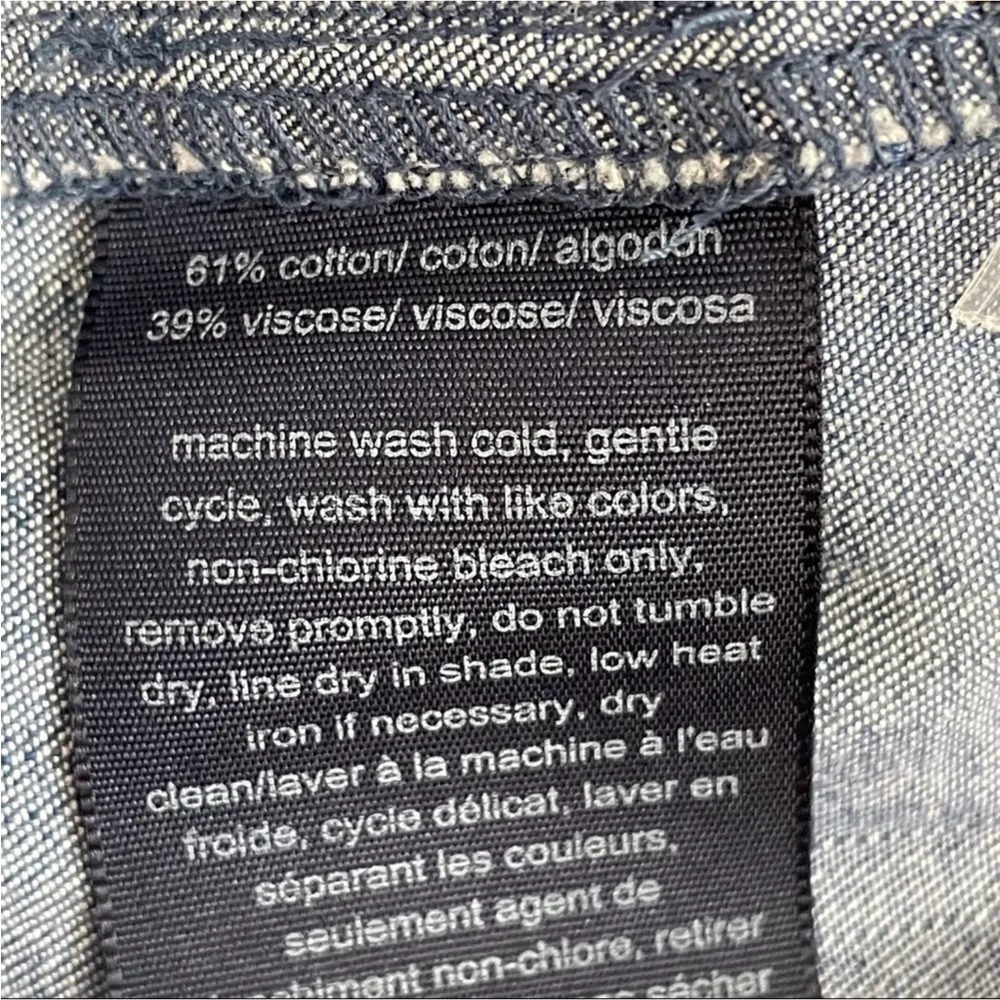 61% cotton/ coton/ algodón
39% viscose/ viscose/ viscosa
machine wash cold, gentle
cycle, wash with like colors,
non-chlorine bleach only,
remove promptly, do not tumble
dry, line dry in shade, low heat
iron if necessary, dry
clean/laver à la machine à l'eau
froide, cycle délicat, laver en
séparant les couleurs,
seulement agent de
non-chlore, retirer
sécher